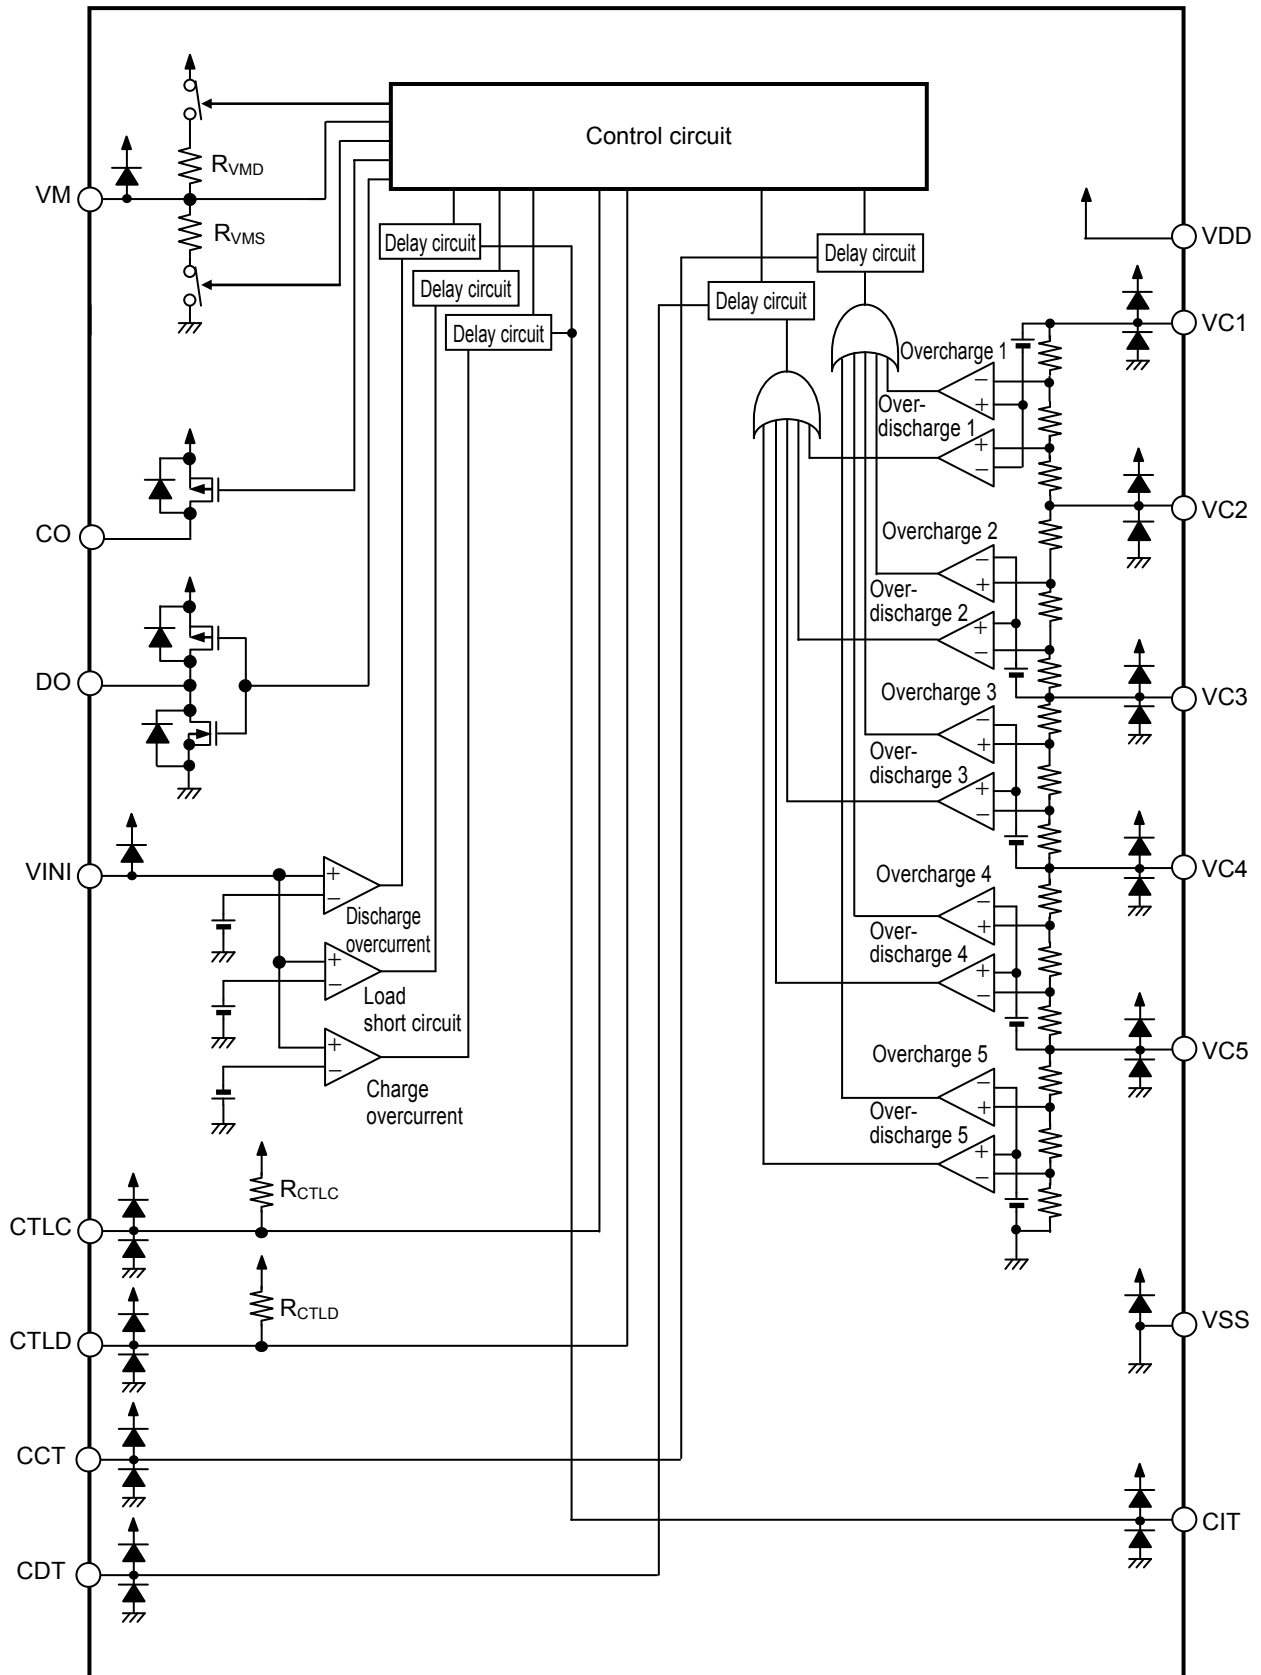 Control circuit
RVMD
VM
RVMS
Delay circuit
Delay circuit
Delay circuit
Delay circuit
Delay circuit
VDD
VC1
Overcharge 1
−
+
Over-
discharge 1
+
−
CO
VC2
Overcharge 2
−
+
Over-
discharge 2
+
−
DO
VC3
Overcharge 3
−
+
Over-
discharge 3
+
−
VINI
+
−
Discharge
overcurrent
+
−
Load
short circuit
+
−
Charge
overcurrent
VC4
Overcharge 4
−
+
Over-
discharge 4
+
−
VC5
Overcharge 5
−
+
Over-
discharge 5
+
−
RCTLC
CTLC
RCTLD
CTLD
VSS
CCT
CIT
CDT